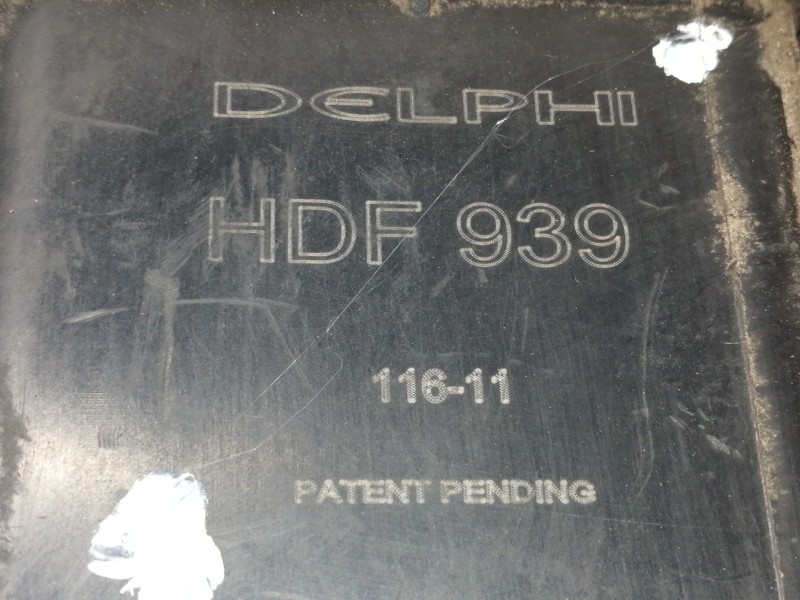 DELPHI
HDF 939
116-11
PATENT PENDING